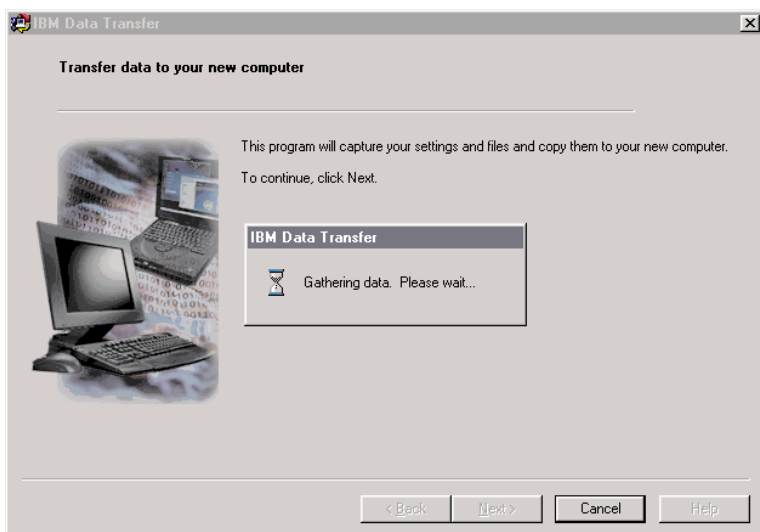 IBM Data Transfer
Transfer data to your new computer
This program will capture your settings and files and copy them to your new computer.
To continue, click Next.
IBM Data Transfer
Gathering data. Please wait...
< Back
Next >
Cancel
Help